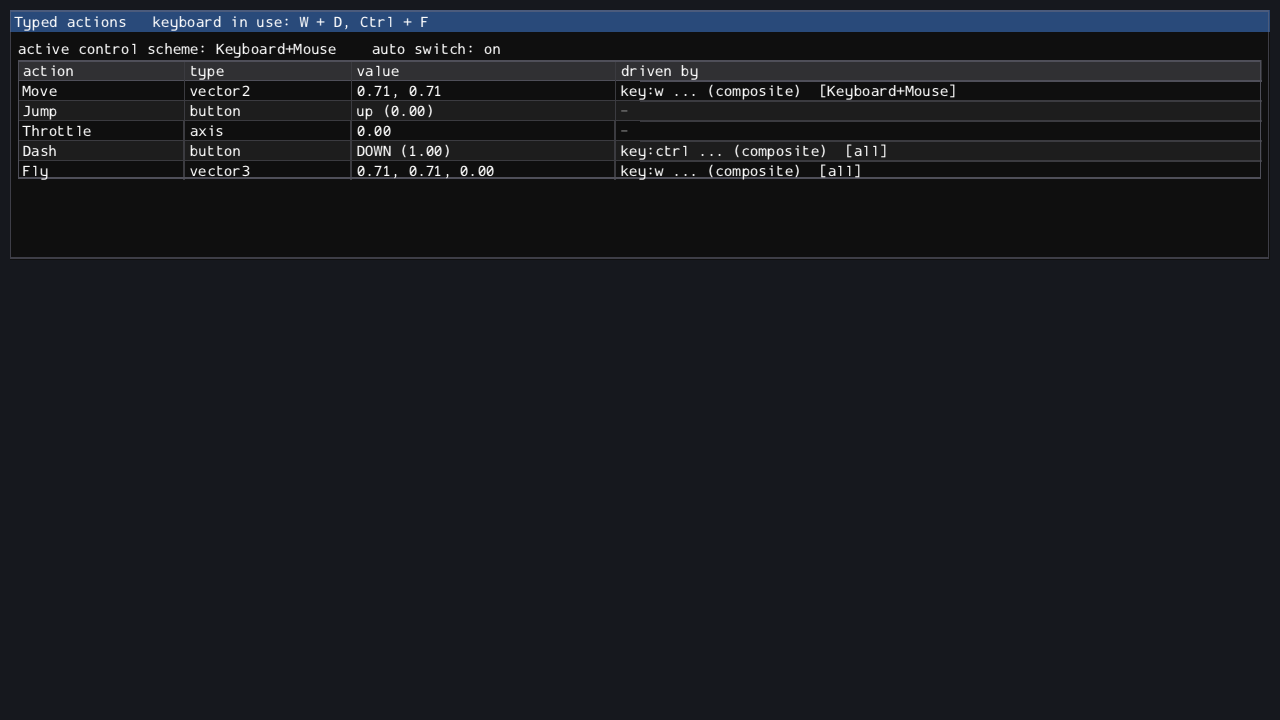 Typed actions   keyboard in use: W + D, Ctrl + F
active control scheme: Keyboard+Mouse    auto switch: on
action   type   value   driven by
Move   vector2   0.71, 0.71   key:w ... (composite)  [Keyboard+Mouse]
Jump   button   up (0.00)   -
Throttle   axis   0.00   -
Dash   button   DOWN (1.00)   key:ctrl ... (composite)  [all]
Fly   vector3   0.71, 0.71, 0.00   key:w ... (composite)  [all]